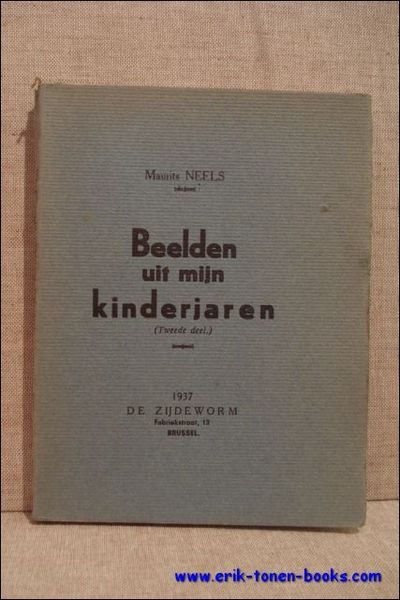 Maurits NEELS
Beelden
uit mijn
kinderjaren
(Tweede deel.)
1937
DE ZIJDEWORM
Fabriekstraat, 13
BRUSSEL.
www.erik-tonen-books.com